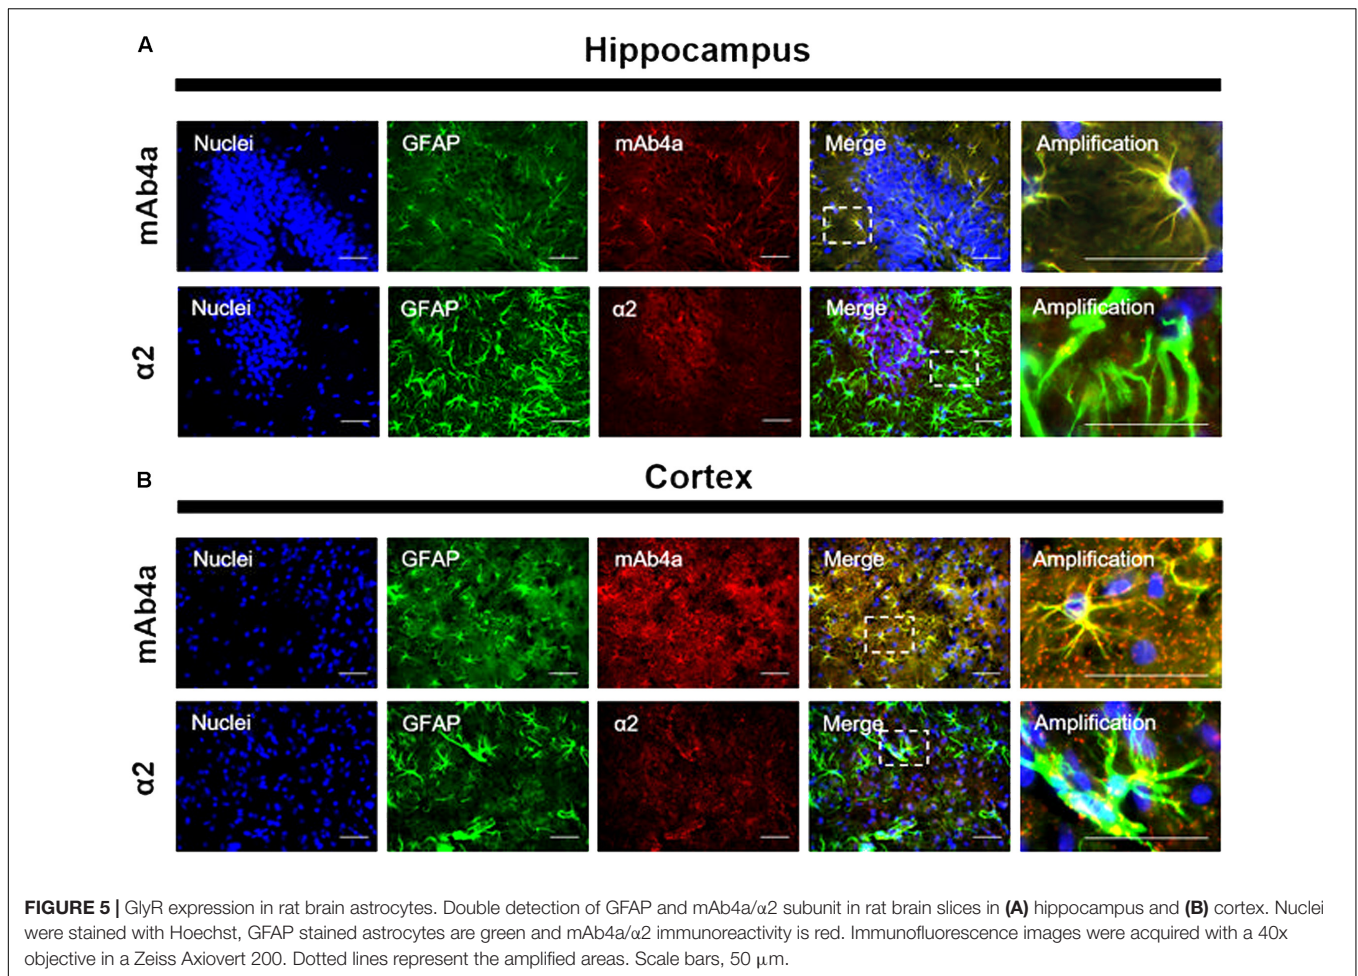 A
Hippocampus
mAb4a
Nuclei
GFAP
mAb4a
Merge
Amplification
α2
Nuclei
GFAP
α2
Merge
Amplification
B
Cortex
mAb4a
Nuclei
GFAP
mAb4a
Merge
Amplification
α2
Nuclei
GFAP
α2
Merge
Amplification
FIGURE 5 | GlyR expression in rat brain astrocytes. Double detection of GFAP and mAb4a/α2 subunit in rat brain slices in (A) hippocampus and (B) cortex. Nuclei
were stained with Hoechst, GFAP stained astrocytes are green and mAb4a/α2 immunoreactivity is red. Immunofluorescence images were acquired with a 40x
objective in a Zeiss Axiovert 200. Dotted lines represent the amplified areas. Scale bars, 50 μm.